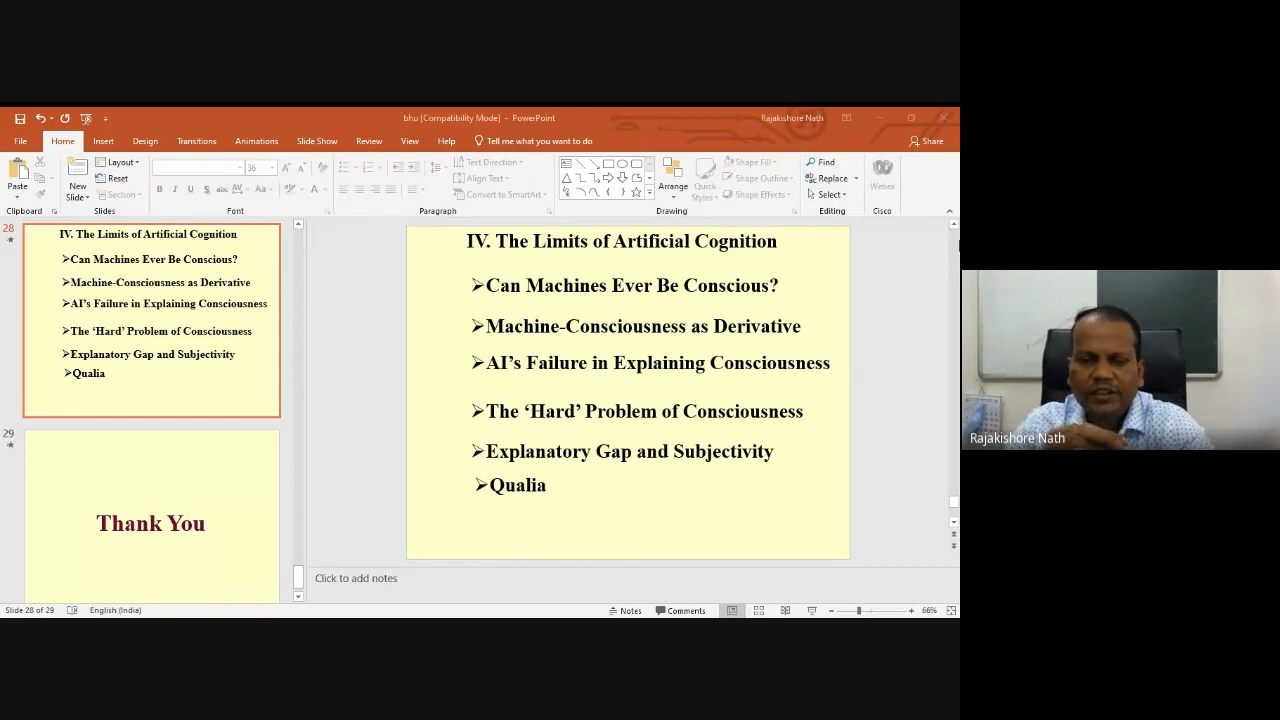 bhu [Compatibility Mode] - PowerPoint
Rajakishore Nath
File Home Insert Design Transitions Animations Slide Show Review View Help Tell me what you want to do Share
Paste
Clipboard
New Slide
Layout
Reset
Section
Slides
36
B I U S abc AV Aa A
Font
Text Direction
Align Text
Convert to SmartArt
Paragraph
Arrange
Quick Styles
Shape Fill
Shape Outline
Shape Effects
Drawing
Find
Replace
Select
Editing
Webex
Cisco
28
IV. The Limits of Artificial Cognition
➢Can Machines Ever Be Conscious?
➢Machine-Consciousness as Derivative
➢AI's Failure in Explaining Consciousness
➢The ‘Hard’ Problem of Consciousness
➢Explanatory Gap and Subjectivity
➢Qualia
29
Thank You
IV. The Limits of Artificial Cognition
➢Can Machines Ever Be Conscious?
➢Machine-Consciousness as Derivative
➢AI’s Failure in Explaining Consciousness
➢The ‘Hard’ Problem of Consciousness
➢Explanatory Gap and Subjectivity
➢Qualia
Click to add notes
Slide 28 of 29 English (India) Notes Comments 66%
Rajakishore Nath